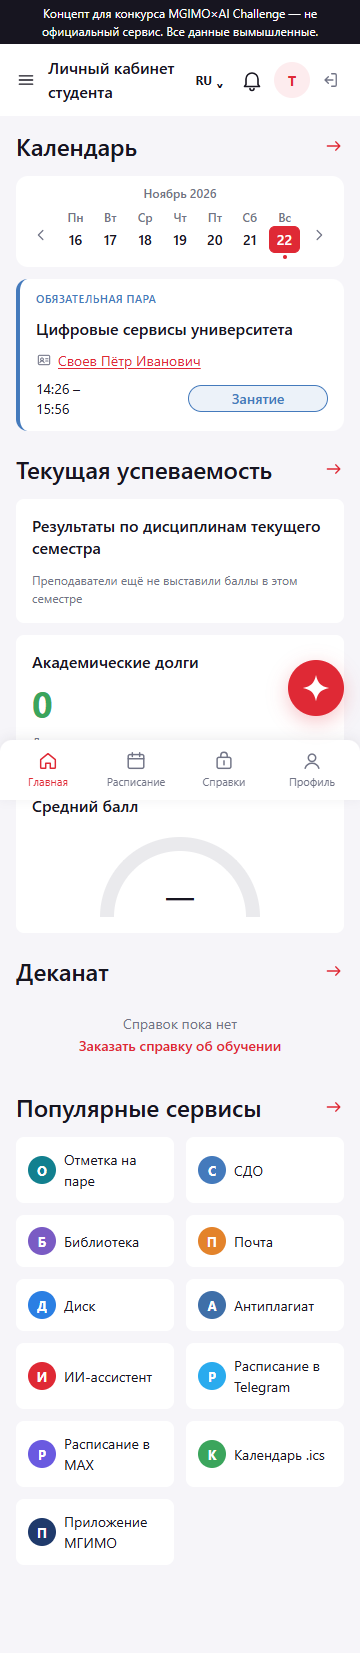 Концепт для конкурса MGIMO×AI Challenge — не
официальный сервис. Все данные вымышленные.
Личный кабинет
студента
RU
Т
Календарь
Ноябрь 2026
Пн Вт Ср Чт Пт Сб Вс
16 17 18 19 20 21 22
ОБЯЗАТЕЛЬНАЯ ПАРА
Цифровые сервисы университета
Своев Пётр Иванович
14:26 –
15:56
Занятие
Текущая успеваемость
Результаты по дисциплинам текущего
семестра
Преподаватели ещё не выставили баллы в этом
семестре
Академические долги
0
Главная Расписание Справки Профиль
Средний балл
—
Деканат
Справок пока нет
Заказать справку об обучении
Популярные сервисы
О Отметка на
паре
С СДО
Б Библиотека
П Почта
Д Диск
А Антиплагиат
И ИИ-ассистент
Р Расписание в
Telegram
Р Расписание в
MAX
К Календарь .ics
П Приложение
МГИМО